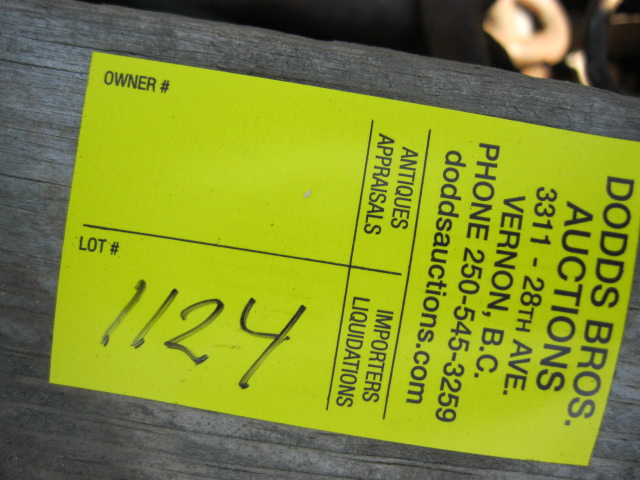 DODDS BROS.
AUCTIONS
3311 - 28TH AVE.
VERNON, B.C.
PHONE 250-545-3259
doddsauctions.com
ANTIQUES
APPRAISALS
IMPORTERS
LIQUIDATIONS
OWNER #
LOT #
1124